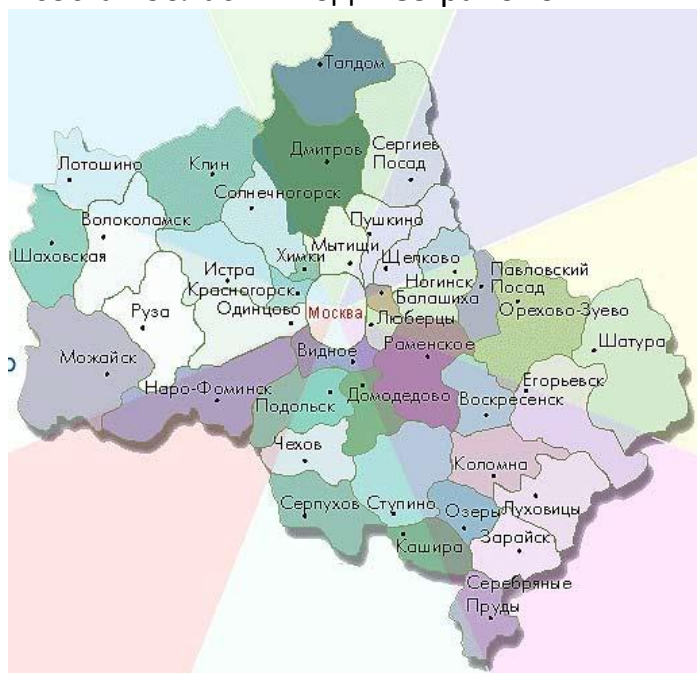 Талдом
Дмитров
Сергиев
Посад
Лотошино
Клин
Солнечногорск
Волоколамск
Пушкино
Шаховская
Мытищи
Химки
Щелково
Истра
Ногинск
Павловский
Посад
Красногорск
Балашиха
Руза
Одинцово
Москва
Люберцы
Орехово-Зуево
Шатура
Можайск
Видное
Раменское
Наро-Фоминск
Подольск
Домодедово
Воскресенск
Егорьевск
Чехов
Коломна
Серпухов
Ступино
Озеры
Луховицы
Кашира
Зарайск
Серебряные
Пруды